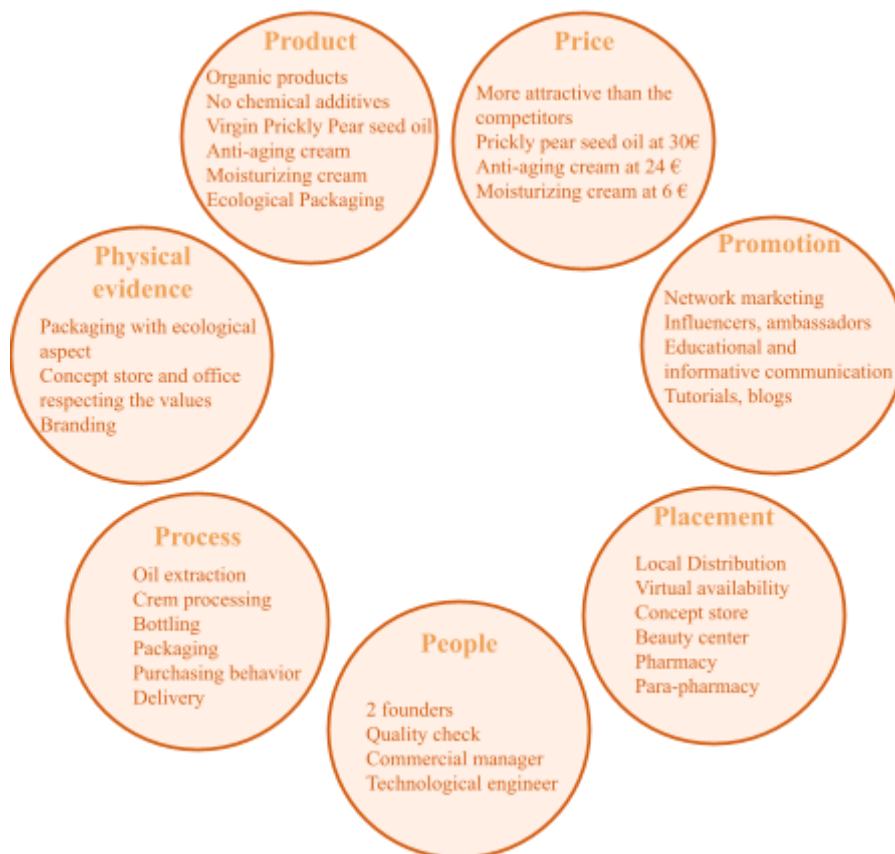 Product
Organic products
No chemical additives
Virgin Prickly Pear seed oil
Anti-aging cream
Moisturizing cream
Ecological Packaging
Price
More attractive than the
competitors
Prickly pear seed oil at 30€
Anti-aging cream at 24 €
Moisturizing cream at 6 €
Promotion
Network marketing
Influencers, ambassadors
Educational and
informative communication
Tutorials, blogs
Placement
Local Distribution
Virtual availability
Concept store
Beauty center
Pharmacy
Para-pharmacy
People
2 founders
Quality check
Commercial manager
Technological engineer
Process
Oil extraction
Crem processing
Bottling
Packaging
Purchasing behavior
Delivery
Physical
evidence
Packaging with ecological
aspect
Concept store and office
respecting the values
Branding